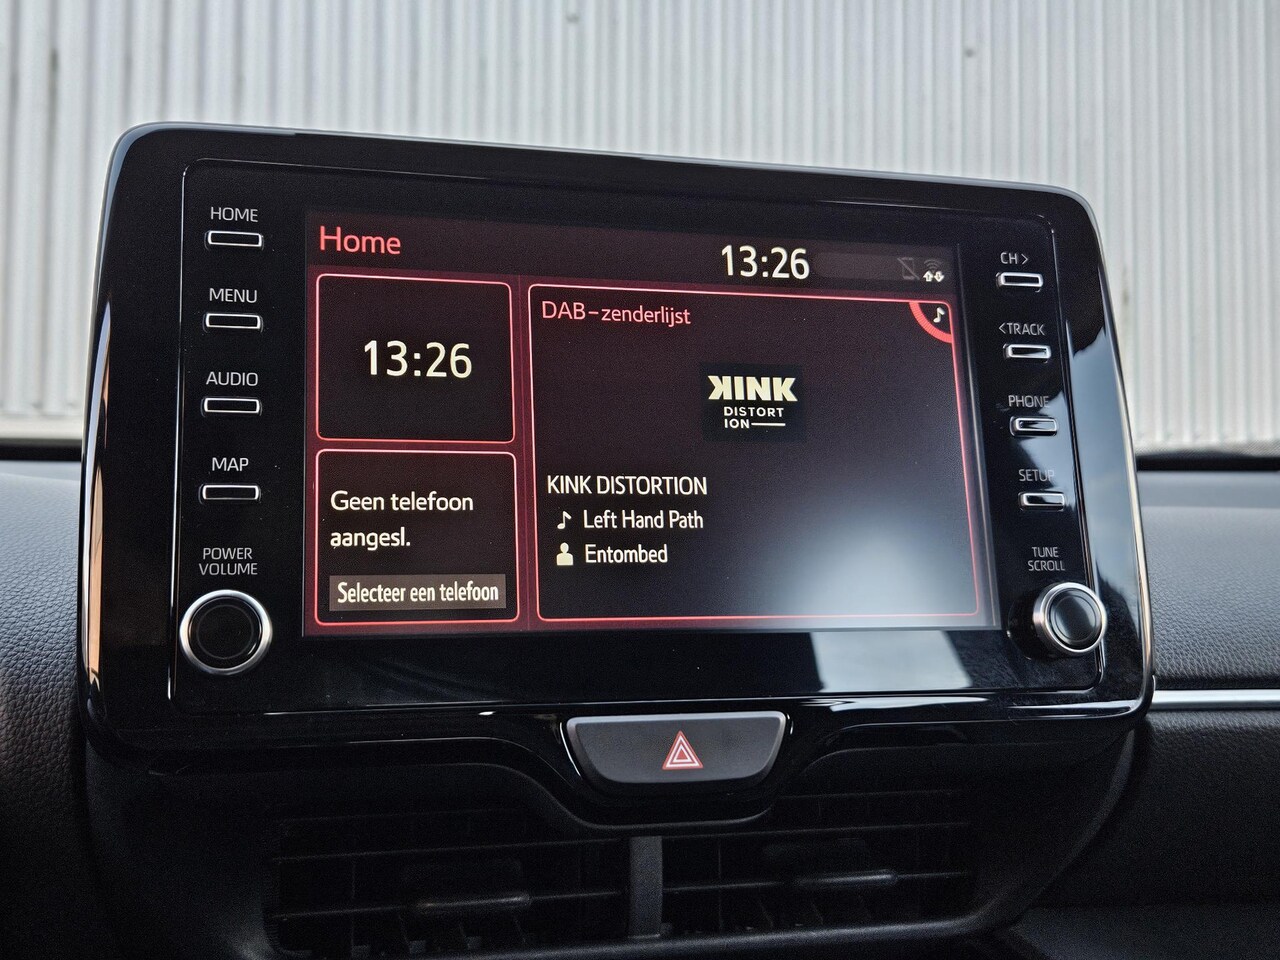 HOME
MENU
AUDIO
MAP
POWER
VOLUME
Home
13:26
13:26
Geen telefoon
aangesl.
Selecteer een telefoon
DAB-zenderlijst
KINK
DISTORT
ION
KINK DISTORTION
Left Hand Path
Entombed
CH >
< TRACK
PHONE
SETUP
TUNE
SCROLL